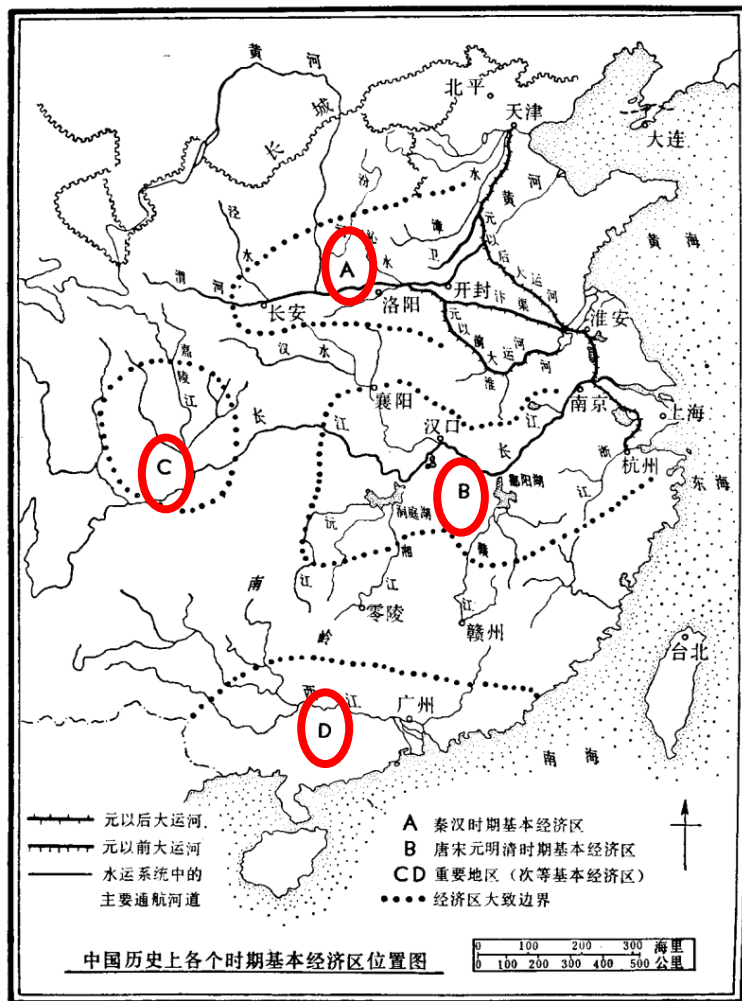 黄 河
长 城
北平
天津
大连
汾
水
黄河
黄 海
泾
水
沁
水
漳
卫
元以后大运河
渭河
长安
洛阳
开封
汴渠
淮安
元以前大运河
嘉陵江
汉水
淮
河
襄阳
南京
上海
长
江
汉口
长
江
浙
江
杭州
东海
C
B
A
鄱阳湖
洞庭湖
沅
江
湘
江
赣
江
南
岭
零陵
赣州
台北
西
江
广州
D
南
海
元以后大运河
元以前大运河
水运系统中的
主要通航河道
A 秦汉时期基本经济区
B 唐宋元明清时期基本经济区
CD 重要地区（次等基本经济区）
经济区大致边界
中国历史上各个时期基本经济区位置图
0 100 200 300 海里
0 100 200 300 400 500 公里